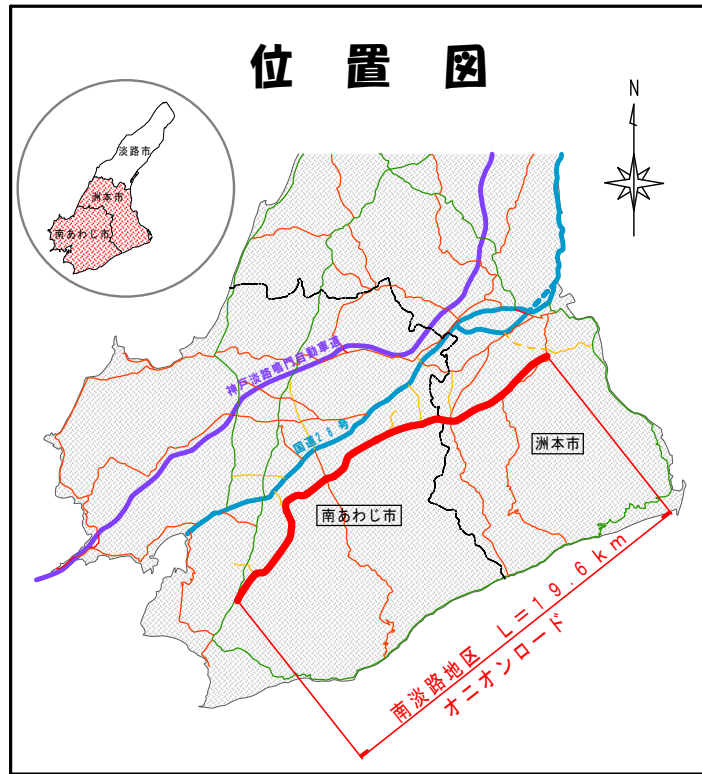 位置図
淡路市
洲本市
南あわじ市
N
神戸淡路鳴門自動車道
国道28号
洲本市
南あわじ市
南淡路地区 L=19.6km
オニオンロード